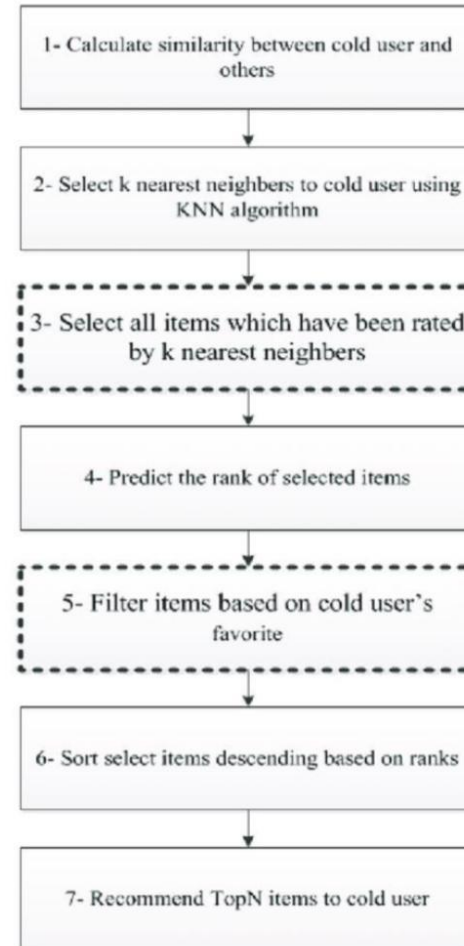 1- Calculate similarity between cold user and
others
2- Select k nearest neighbers to cold user using
KNN algorithm
3- Select all items which have been rated
by k nearest neighbers
4- Predict the rank of selected items
5- Filter items based on cold user's
favorite
6- Sort select items descending based on ranks
7- Recommend TopN items to cold user